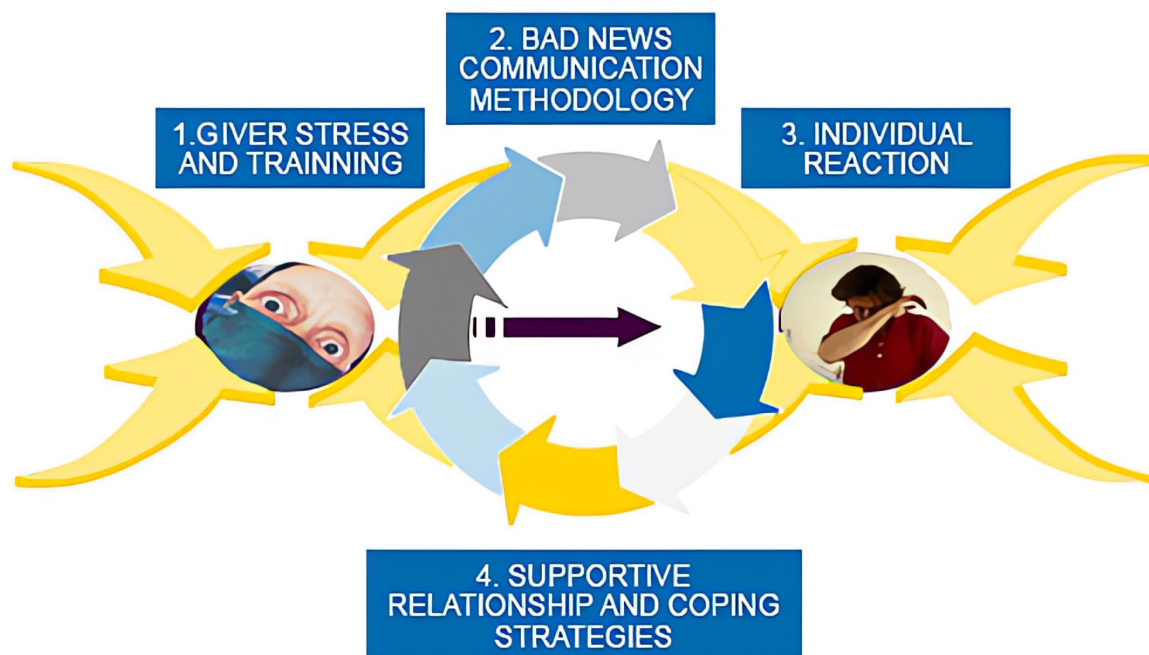 1.GIVER STRESS
AND TRAINNING
2. BAD NEWS
COMMUNICATION
METHODOLOGY
3. INDIVIDUAL
REACTION
4. SUPPORTIVE
RELATIONSHIP AND COPING
STRATEGIES